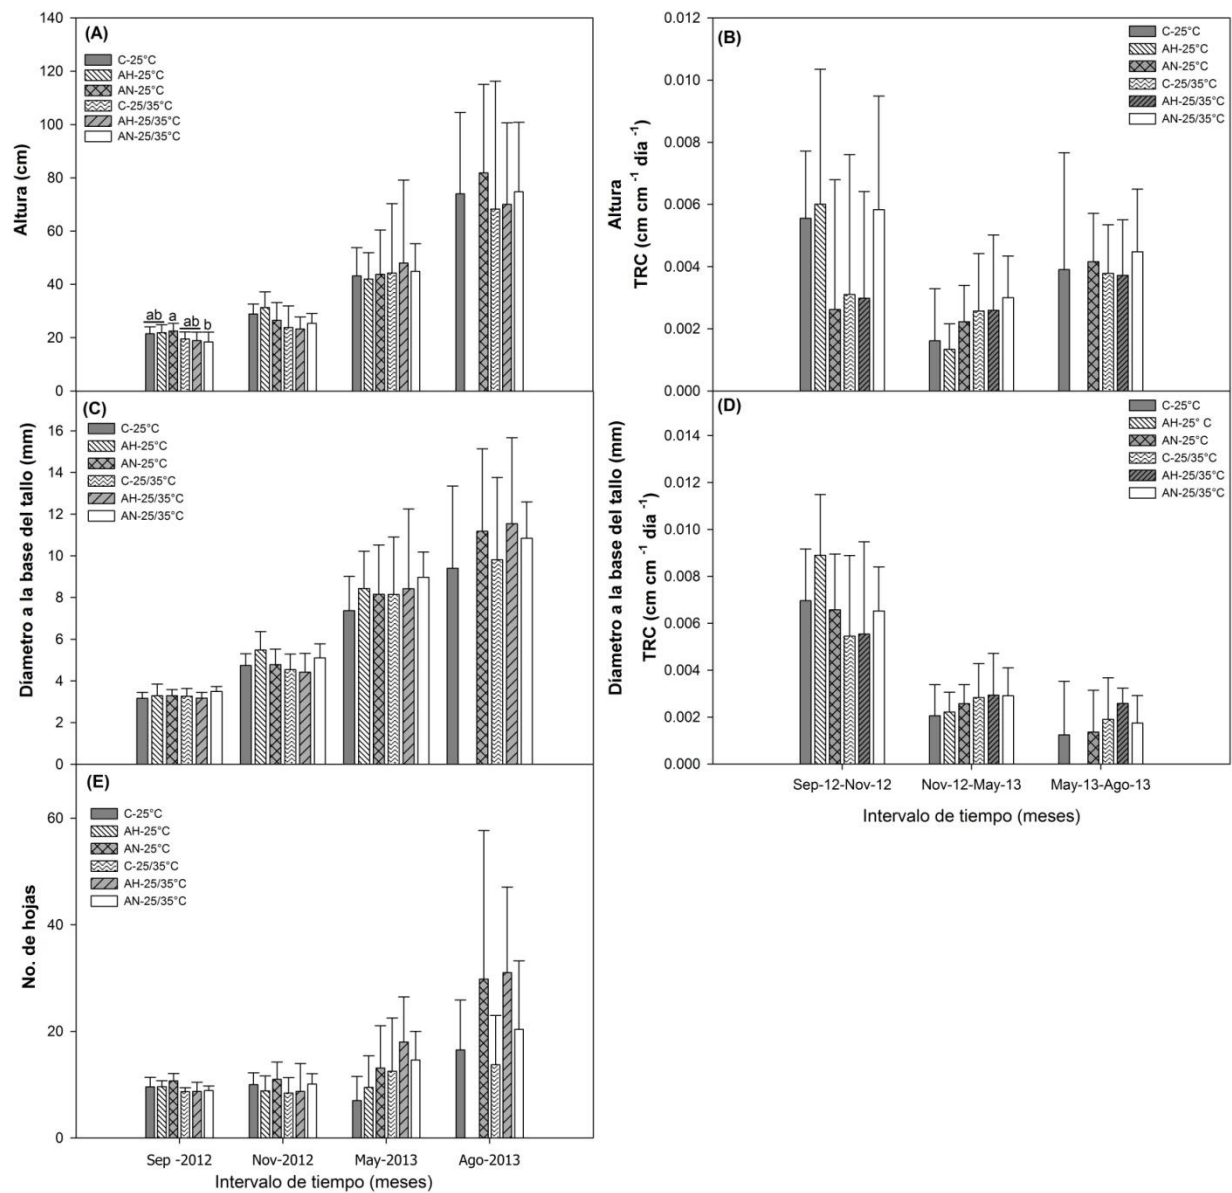 (A)
Altura (cm)
140
120
100
80
60
40
20
0
C-25°C
AH-25°C
AN-25°C
C-25/35°C
AH-25/35°C
AN-25/35°C
ab
a
ab
b
(B)
Altura
TRC (cm cm -1 día -1)
0.012
0.010
0.008
0.006
0.004
0.002
0.000
C-25°C
AH-25°C
AN-25°C
C-25/35°C
AH-25/35°C
AN-25/35°C
(C)
Diametro a la base del tallo (mm)
16
14
12
10
8
6
4
2
0
C-25°C
AH-25°C
AN-25°C
C-25/35°C
AH-25/35°C
AN-25/35°C
(D)
Diametro a la base del tallo (mm)
TRC (cm cm -1 día -1)
0.014
0.012
0.010
0.008
0.006
0.004
0.002
0.000
C-25°C
AH-25° C
AN-25°C
C-25/35°C
AH-25/35°C
AN-25/35°C
Sep-12-Nov-12
Nov-12-May-13
May-13-Ago-13
Intervalo de tiempo (meses)
(E)
No. de hojas
60
40
20
0
C-25°C
AH-25°C
AN-25°C
C-25/35°C
AH-25/35°C
AN-25/35°C
Sep -2012
Nov-2012
May-2013
Ago-2013
Intervalo de tiempo (meses)